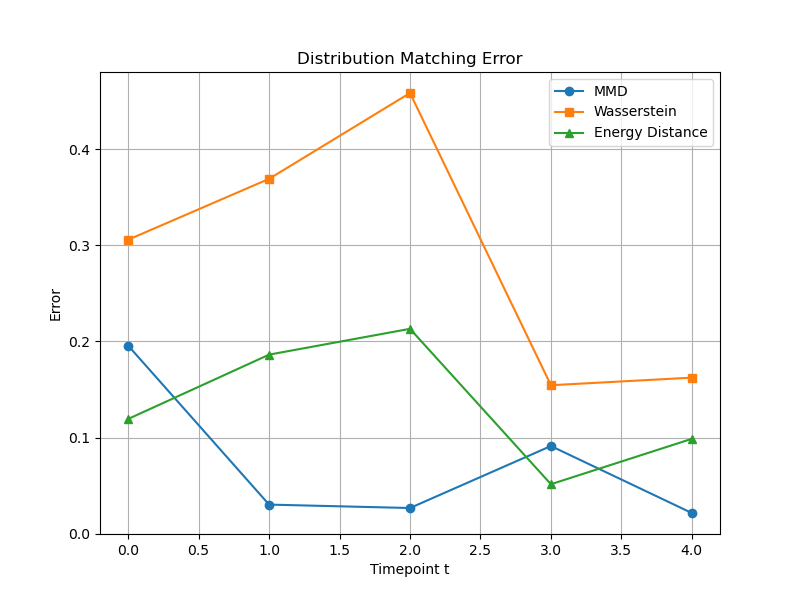 Distribution Matching Error
MMD
Wasserstein
Energy Distance
0.4
0.3
0.2
0.1
0.0
Error
0.0 0.5 1.0 1.5 2.0 2.5 3.0 3.5 4.0
Timepoint t